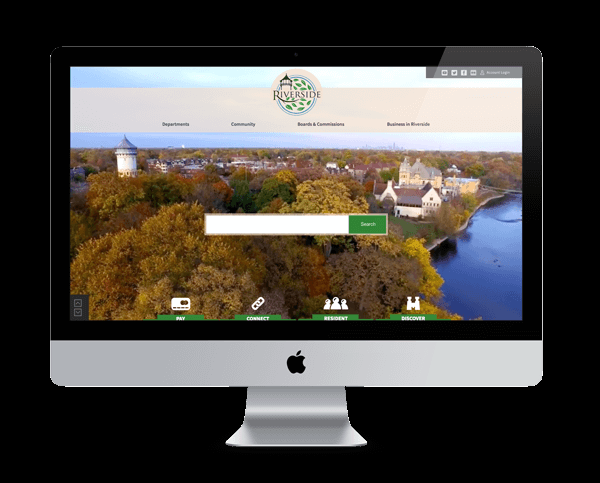 Account Login
RIVERSIDE
Departments
Community
Boards & Commissions
Business in Riverside
Search
PAY
CONNECT
RESIDENT
DISCOVER